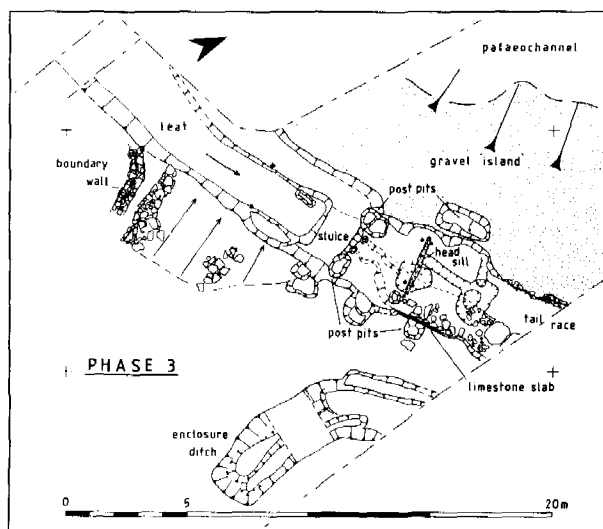 palaeochannel
leat
gravel island
boundary
wall
post pits
sluice
head
sill
tail race
post pits
PHASE 3
limestone slab
enclosure
ditch
0 5 20m